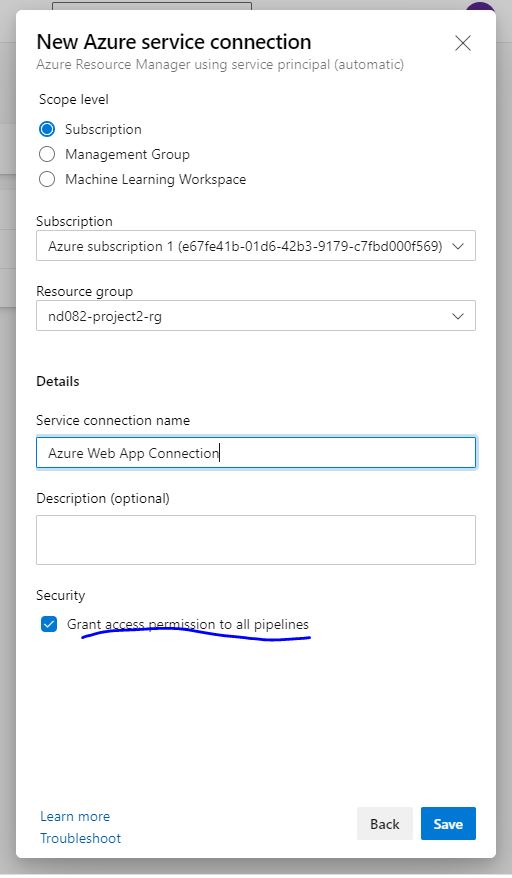 New Azure service connection
Azure Resource Manager using service principal (automatic)
Scope level
Subscription
Management Group
Machine Learning Workspace
Subscription
Azure subscription 1 (e67fe41b-01d6-42b3-9179-c7fbd000f569)
Resource group
nd082-project2-rg
Details
Service connection name
Azure Web App Connection
Description (optional)
Security
Grant access permission to all pipelines
Learn more
Troubleshoot
Back
Save